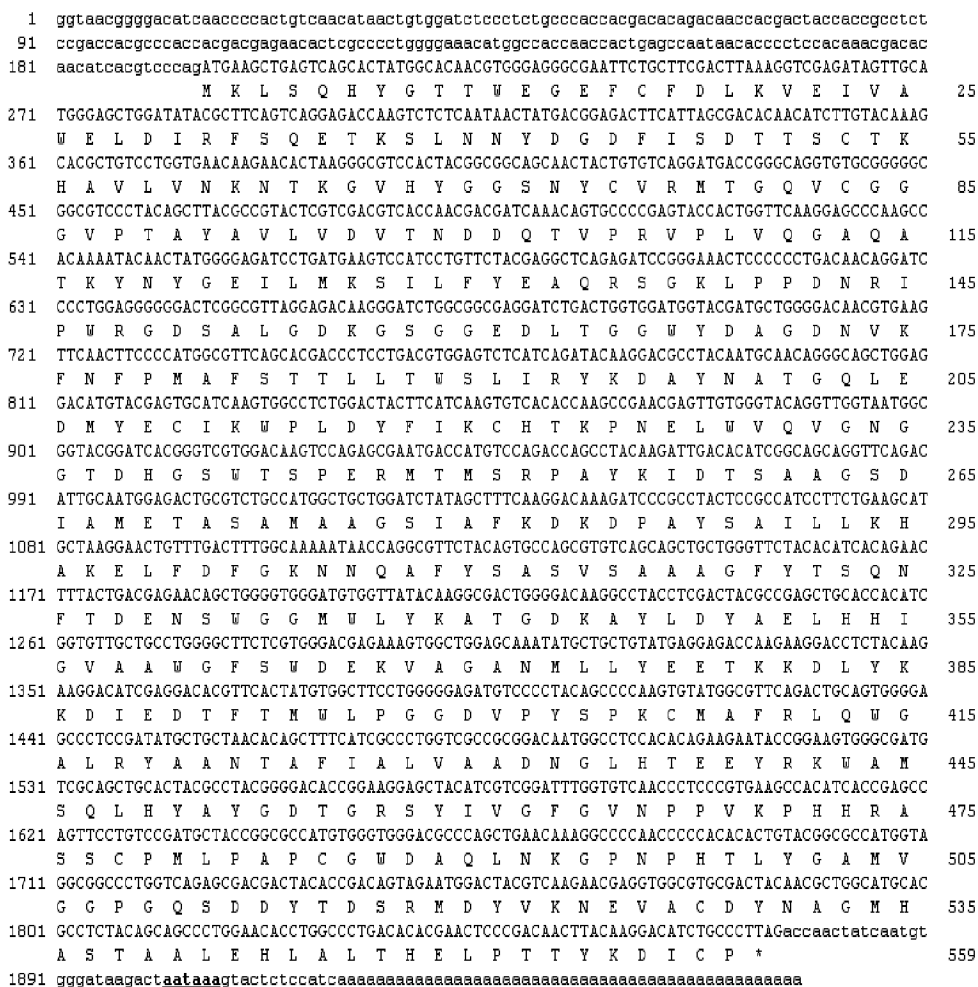 1 ggtaacggggacatcaaccccactgtcaacataactgtggatctccctctgcccaccacgacacagacaaccacgactaccaccgcctct
91 ccgaccacgcccaccacgacgagaacactcgcccctggggaaacatggccaccaaccactgagccaataacacccctccacaaacgacac
181 aacatcacgtcccagATGAAGCTGAGTCAGCACTATGGCACAACGTGGGAGGGCGAATTCTGCTTCGACTTAAAGGTCGAGATAGTTGCA
M K L S Q H Y G T T W E G E F C F D L K V E I V A 25
271 TGGGAGCTGGATATACGCTTCAGTCAGGAGACCAAGTCTCTCAATAACTATGACGGAGACTTCATTAGCGACACAACATCTTGTACAAAG
W E L D I R F S Q E T K S L N N Y D G D F I S D T T S C T K 55
361 CACGCTGTCCTGGTGAACAAGAACACTAAGGGCGTCCACTACGGCGGCAGCAACTACTGTGTCAGGATGACCGGGCAGGTGTGCGGGGGC
H A V L V N K N T K G V H Y G G S N Y C V R M T G Q V C G G 85
451 GGCGTCCCTACAGCTTACGCCGTACTCGTCGACGTCACCAACGACGATCAAACAGTGCCCCGAGTACCACTGGTTCAAGGAGCCCAAGCC
G V P T A Y A V L V D V T N D D Q T V P R V P L V Q G A Q A 115
541 ACAAAATACAACTATGGGGAGATCCTGATGAAGTCCATCCTGTTCTACGAGGCTCAGAGATCCGGGAAACTCCCCCCTGACAACAGGATC
T K Y N Y G E I L M K S I L F Y E A Q R S G K L P P D N R I 145
631 CCCTGGAGGGGGGACTCGGCGTTAGGAGACAAGGGATCTGGCGGCGAGGATCTGACTGGTGGATGGTACGATGCTGGGGACAACGTGAAG
P W R G D S A L G D K G S G G E D L T G G W Y D A G D N V K 175
721 TTCAACTTCCCCATGGCGTTCAGCACGACCCTCCTGACGTGGAGTCTCATCAGATACAAGGACGCCTACAATGCAACAGGGCAGCTGGAG
F N F P M A F S T T L L T W S L I R Y K D A Y N A T G Q L E 205
811 GACATGTACGAGTGCATCAAGTGGCCTCTGGACTACTTCATCAAGTGTCACACCAAGCCGAACGAGTTGTGGGTACAGGTTGGTAATGGC
D M Y E C I K W P L D Y F I K C H T K P N E L W V Q V G N G 235
901 GGTACGGATCACGGGTCGTGGACAAGTCCAGAGCGAATGACCATGTCCAGACCAGCCTACAAGATTGACACATCGGCAGCAGGTTCAGAC
G T D H G S W T S P E R M T M S R P A Y K I D T S A A G S D 265
991 ATTGCAATGGAGACTGCGTCTGCCATGGCTGCTGGATCTATAGCTTTCAAGGACAAAGATCCCGCCTACTCCGCCATCCTTCTGAAGCAT
I A M E T A S A M A A G S I A F K D K D P A Y S A I L L K H 295
1081 GCTAAGGAACTGTTTGACTTTGGCAAAAATAACCAGGCGTTCTACAGTGCCAGCGTGTCAGCAGCTGCTGGGTTCTACACATCACAGAAC
A K E L F D F G K N N Q A F Y S A S V S A A A G F Y T S Q N 325
1171 TTTACTGACGAGAACAGCTGGGGTGGGATGTGGTTATACAAGGCGACTGGGGACAAGGCCTACCTCGACTACGCCGAGCTGCACCACATC
F T D E N S W G G M W L Y K A T G D K A Y L D Y A E L H H I 355
1261 GGTGTTGCTGCCTGGGGCTTCTCGTGGGACGAGAAAGTGGCTGGAGCAAATATGCTGCTGTATGAGGAGACCAAGAAGGACCTCTACAAG
G V A A W G F S W D E K V A G A N M L L Y E E T K K D L Y K 385
1351 AAGGACATCGAGGACACGTTCACTATGTGGCTTCCTGGGGGAGATGTCCCCTACAGCCCCAAGTGTATGGCGTTCAGACTGCAGTGGGGA
K D I E D T F T M W L P G G D V P Y S P K C M A F R L Q W G 415
1441 GCCCTCCGATATGCTGCTAACACAGCTTTCATCGCCCTGGTCGCCGCGGACAATGGCCTCCACACAGAAGAATACCGGAAGTGGGCGATG
A L R Y A A N T A F I A L V A A D N G L H T E E Y R K W A M 445
1531 TCGCAGCTGCACTACGCCTACGGGGACACCGGAAGGAGCTACATCGTCGGATTTGGTGTCAACCCTCCCGTGAAGCCACATCACCGAGCC
S Q L H Y A Y G D T G R S Y I V G F G V N P P V K P H H R A 475
1621 AGTTCCTGTCCGATGCTACCGGCGCCATGTGGGTGGGACGCCCAGCTGAACAAAGGCCCCAACCCCCACACACTGTACGGCGCCATGGTA
S S C P M L P A P C G W D A Q L N K G P N P H T L Y G A M V 505
1711 GGCGGCCCTGGTCAGAGCGACGACTACACCGACAGTAGAATGGACTACGTCAAGAACGAGGTGGCGTGCGACTACAACGCTGGCATGCAC
G G P G Q S D D Y T D S R M D Y V K N E V A C D Y N A G M H 535
1801 GCCTCTACAGCAGCCCTGGAACACCTGGCCCTGACACACGAACTCCCGACAACTTACAAGGACATCTGCCCTTAGaccaactatcaatgt
A S T A A L E H L A L T H E L P T T Y K D I C P * 559
1891 gggataagactaataaagtactctccatcaaaaaaaaaaaaaaaaaaaaaaaaaaaaaaaaaaaaaaaaaaaaaaa